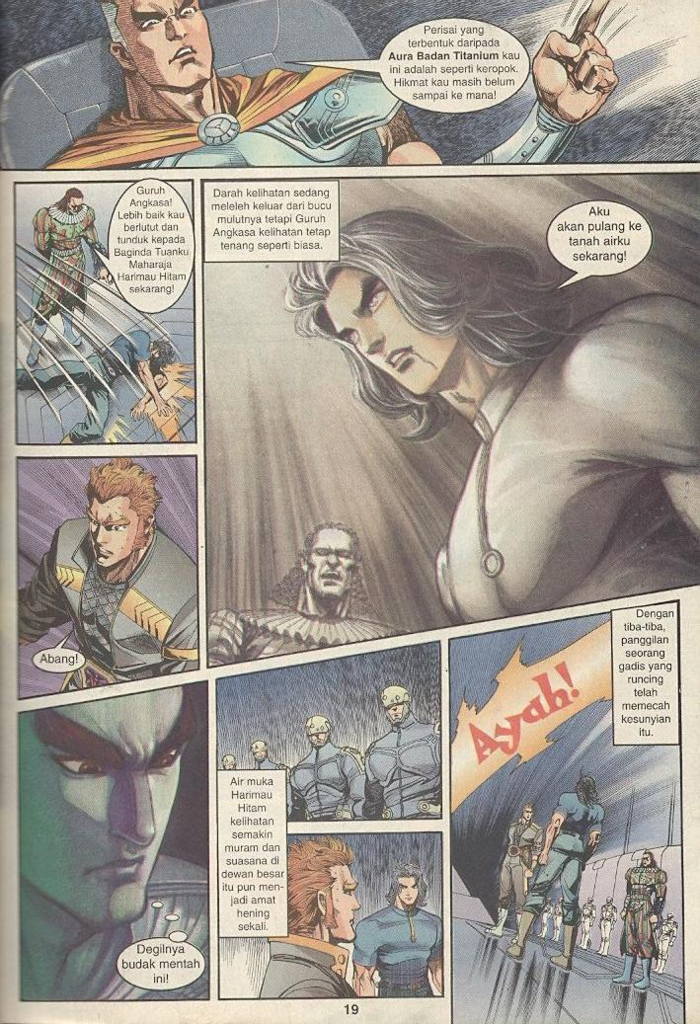 Perisai yang
terbentuk daripada
Aura Badan Titanium kau
ini adalah seperti keropok.
Hikmat kau masih belum
sampai ke mana!
Guruh
Angkasa!
Lebih baik kau
berlutut dan
tunduk kepada
Baginda Tuanku
Maharaja
Harimau Hitam
sekarang!
Darah kelihatan sedang
meleleh keluar dari bucu
mulutnya tetapi Guruh
Angkasa kelihatan tetap
tenang seperti biasa.
Aku
akan pulang ke
tanah airku
sekarang!
Abang!
Degilnya
budak mentah
ini!
Air muka
Harimau
Hitam
kelihatan
semakin
muram dan
suasana di
dewan besar
itu pun men-
jadi amat
hening
sekali.
Dengan
tiba-tiba,
panggilan
seorang
gadis yang
runcing
telah
memecah
kesunyian
itu.
Ayah!
19